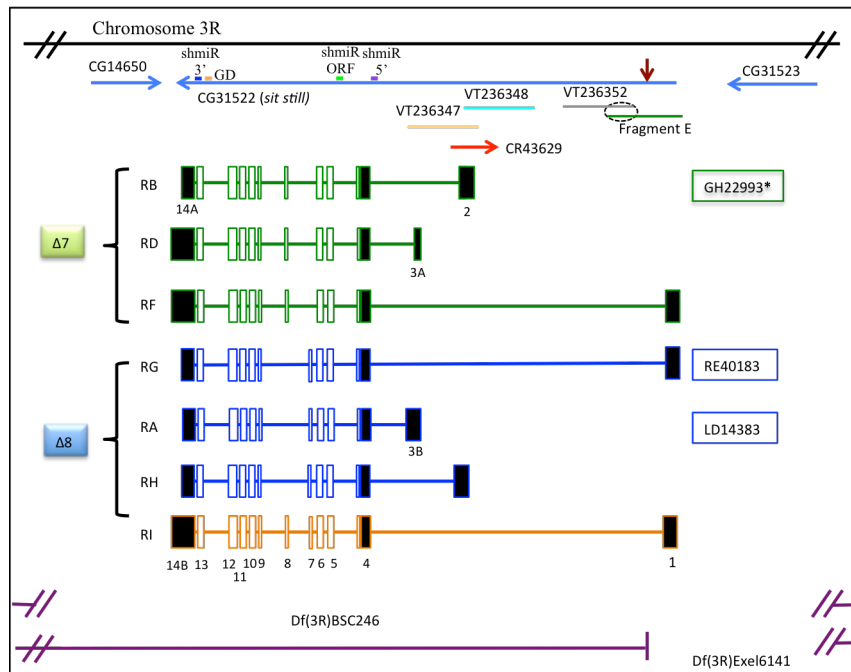 Chromosome 3R
CG14650
shmiR
3’
GD
shmiR
ORF
shmiR
5’
CG31523
CG31522 (sit still)
VT236348
VT236352
VT236347
Fragment E
CR43629
RB
14A
2
GH22993*
Δ7
RD
3A
RF
RG
RE40183
Δ8
RA
3B
LD14383
RH
RI
14B 13 12 11 10 9 8 7 6 5 4 1
Df(3R)BSC246
Df(3R)Exel6141